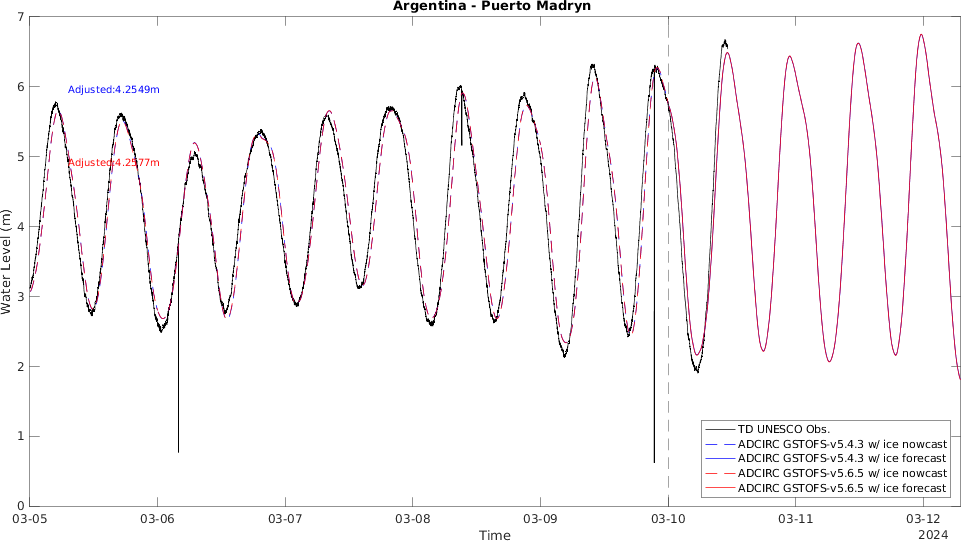 Argentina - Puerto Madryn
7
6
5
4
3
2
1
0
Water Level (m)
Adjusted:4.2549m
Adjusted:4.2577m
TD UNESCO Obs.
ADCIRC GSTOFS-v5.4.3 w/ ice nowcast
ADCIRC GSTOFS-v5.4.3 w/ ice forecast
ADCIRC GSTOFS-v5.6.5 w/ ice nowcast
ADCIRC GSTOFS-v5.6.5 w/ ice forecast
03-05 03-06 03-07 03-08 03-09 03-10 03-11 03-12
Time
2024